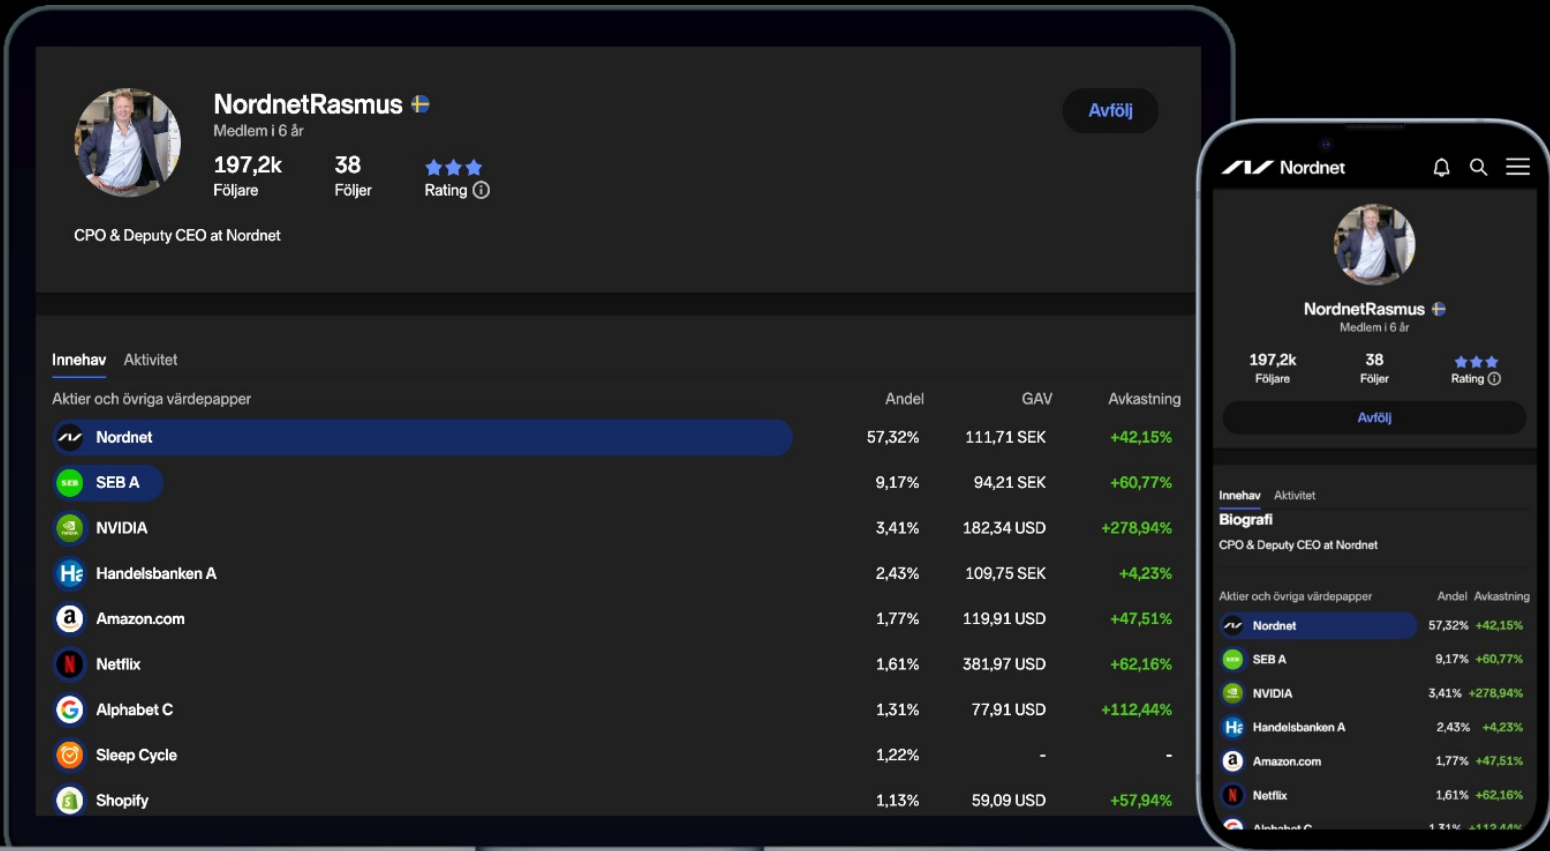 NordnetRasmus
Medlem i 6 år
197,2k 38
Följare Följer Rating
CPO & Deputy CEO at Nordnet
Avfölj
Innehav Aktivitet
Aktier och övriga värdepapper Andel GAV Avkastning
Nordnet 57,32% 111,71 SEK +42,15%
SEB SEB A 9,17% 94,21 SEK +60,77%
NVIDIA 3,41% 182,34 USD +278,94%
Handelsbanken A 2,43% 109,75 SEK +4,23%
a Amazon.com 1,77% 119,91 USD +47,51%
N Netflix 1,61% 381,97 USD +62,16%
G Alphabet C 1,31% 77,91 USD +112,44%
Sleep Cycle 1,22% - -
S Shopify 1,13% 59,09 USD +57,94%
Nordnet
NordnetRasmus
Medlem i 6 år
197,2k 38
Följare Följer Rating
Avfölj
Innehav Aktivitet
Biografi
CPO & Deputy CEO at Nordnet
Aktier och övriga värdepapper Andel Avkastning
Nordnet 57,32% +42,15%
SEB SEB A 9,17% +60,77%
NVIDIA 3,41% +278,94%
Handelsbanken A 2,43% +4,23%
a Amazon.com 1,77% +47,51%
N Netflix 1,61% +62,16%
Alphabet C 1,31% +112,44%